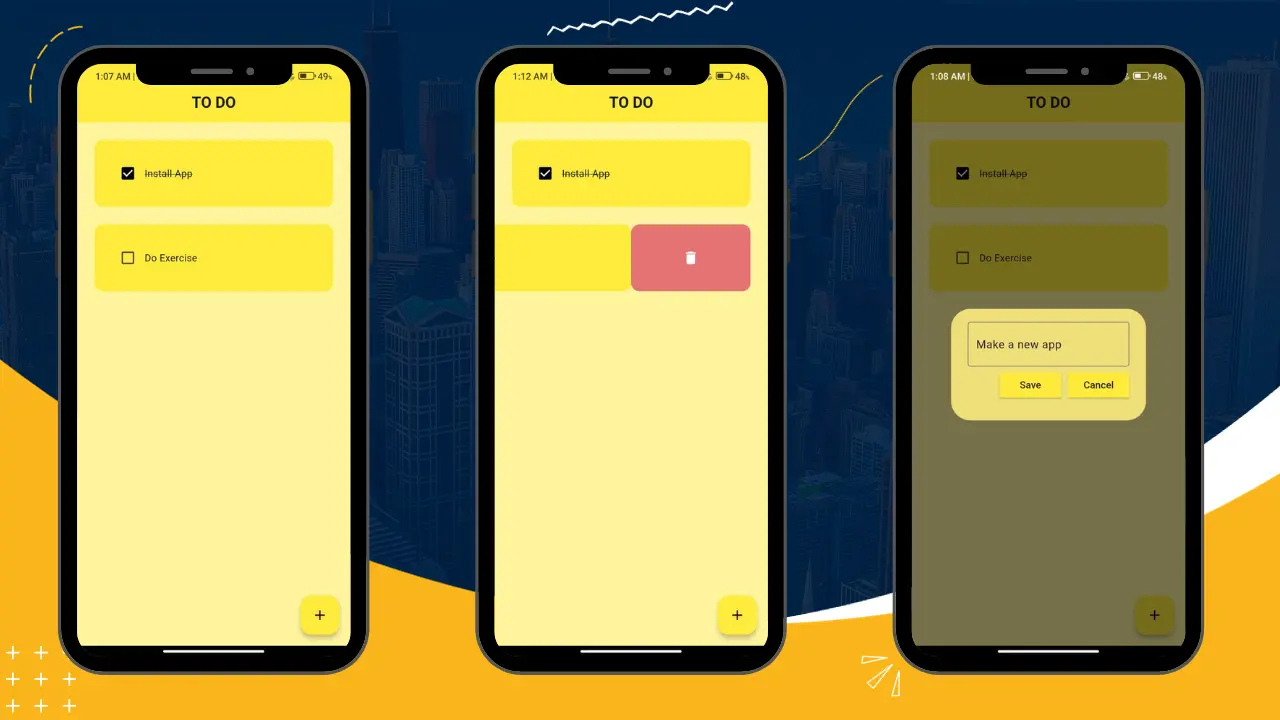 1:07 AM | 49%
TO DO
Install App
Do Exercise
+
1:12 AM | 48%
TO DO
Install App
+
1:08 AM | 48%
TO DO
Install App
Do Exercise
Make a new app
Save Cancel
+